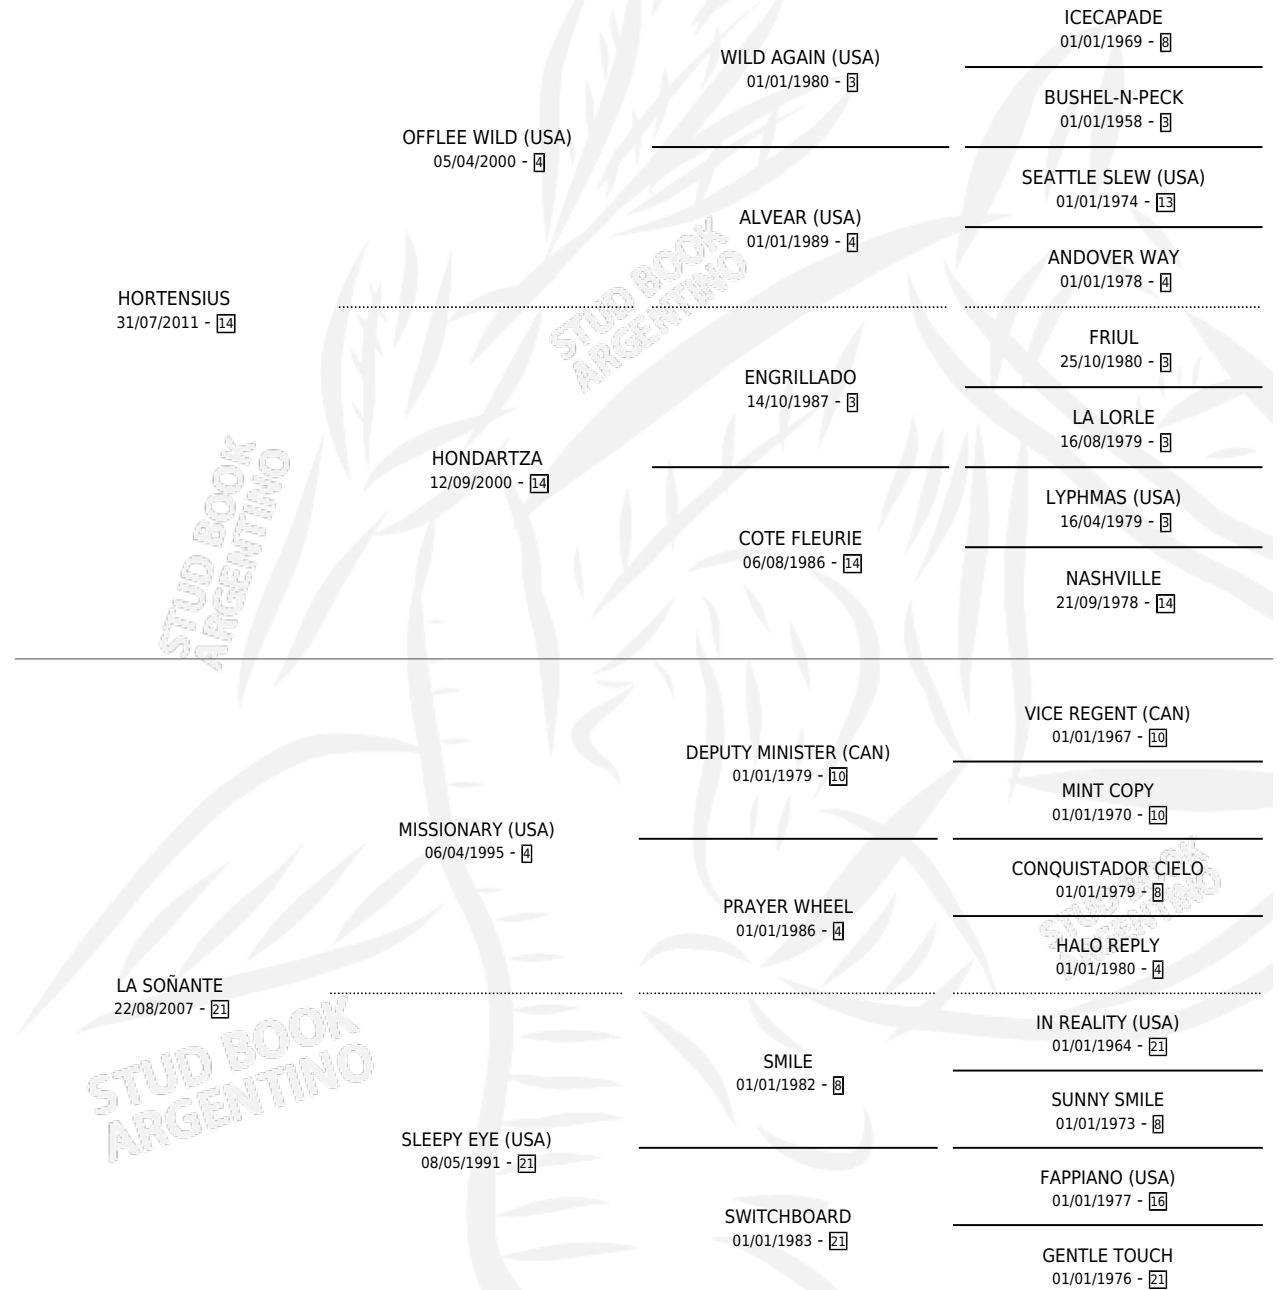 ICECAPADE
01/01/1969 - 8
WILD AGAIN (USA)
01/01/1980 - 3
BUSHEL-N-PECK
01/01/1958 - 3
OFFLEE WILD (USA)
05/04/2000 - 4
SEATTLE SLEW (USA)
01/01/1974 - 13
ALVEAR (USA)
01/01/1989 - 4
ANDOVER WAY
01/01/1978 - 4
HORTENSIUS
31/07/2011 - 14
FRIUL
25/10/1980 - 3
ENGRILLADO
14/10/1987 - 3
LA LORLE
16/08/1979 - 3
HONDARTZA
12/09/2000 - 14
LYPHMAS (USA)
16/04/1979 - 3
COTE FLEURIE
06/08/1986 - 14
NASHVILLE
21/09/1978 - 14
VICE REGENT (CAN)
01/01/1967 - 10
DEPUTY MINISTER (CAN)
01/01/1979 - 10
MINT COPY
01/01/1970 - 10
MISSIONARY (USA)
06/04/1995 - 4
CONQUISTADOR CIELO
01/01/1979 - 8
PRAYER WHEEL
01/01/1986 - 4
HALO REPLY
01/01/1980 - 4
LA SOÑANTE
22/08/2007 - 21
IN REALITY (USA)
01/01/1964 - 21
SMILE
01/01/1982 - 8
SUNNY SMILE
01/01/1973 - 8
SLEEPY EYE (USA)
08/05/1991 - 21
FAPPIANO (USA)
01/01/1977 - 16
SWITCHBOARD
01/01/1983 - 21
GENTLE TOUCH
01/01/1976 - 21
STUD BOOK
ARGENTINO
STUD BOOK
ARGENTINO
STUD BOOK
ARGENTINO
STUD BOOK
ARGENTINO